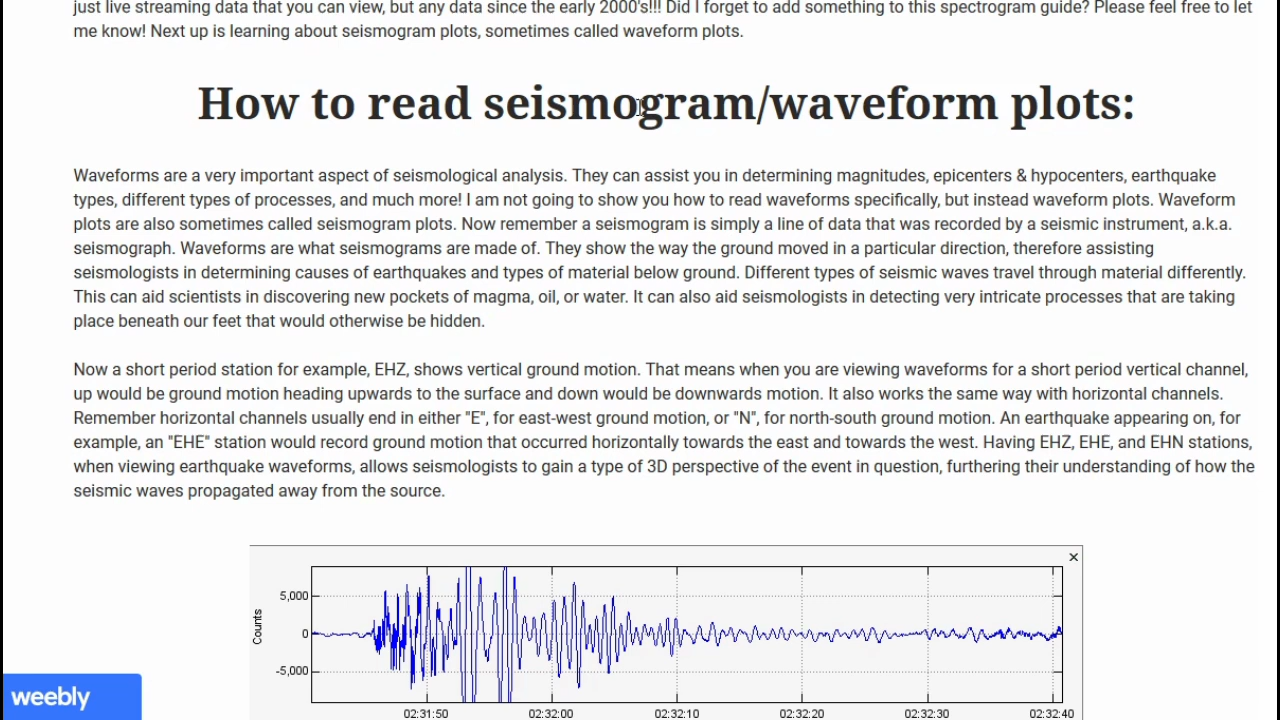 just live streaming data that you can view, but any data since the early 2000's!!! Did I forget to add something to this spectrogram guide? Please feel free to let
me know! Next up is learning about seismogram plots, sometimes called waveform plots.
How to read seismogram/waveform plots:
Waveforms are a very important aspect of seismological analysis. They can assist you in determining magnitudes, epicenters & hypocenters, earthquake
types, different types of processes, and much more! I am not going to show you how to read waveforms specifically, but instead waveform plots. Waveform
plots are also sometimes called seismogram plots. Now remember a seismogram is simply a line of data that was recorded by a seismic instrument, a.k.a.
seismograph. Waveforms are what seismograms are made of. They show the way the ground moved in a particular direction, therefore assisting
seismologists in determining causes of earthquakes and types of material below ground. Different types of seismic waves travel through material differently.
This can aid scientists in discovering new pockets of magma, oil, or water. It can also aid seismologists in detecting very intricate processes that are taking
place beneath our feet that would otherwise be hidden.
Now a short period station for example, EHZ, shows vertical ground motion. That means when you are viewing waveforms for a short period vertical channel,
up would be ground motion heading upwards to the surface and down would be downwards motion. It also works the same way with horizontal channels.
Remember horizontal channels usually end in either "E", for east-west ground motion, or "N", for north-south ground motion. An earthquake appearing on, for
example, an "EHE" station would record ground motion that occurred horizontally towards the east and towards the west. Having EHZ, EHE, and EHN stations,
when viewing earthquake waveforms, allows seismologists to gain a type of 3D perspective of the event in question, furthering their understanding of how the
seismic waves propagated away from the source.
5,000
Counts
0
-5,000
02:31:50 02:32:00 02:32:10 02:32:20 02:32:30 02:32:40
weebly